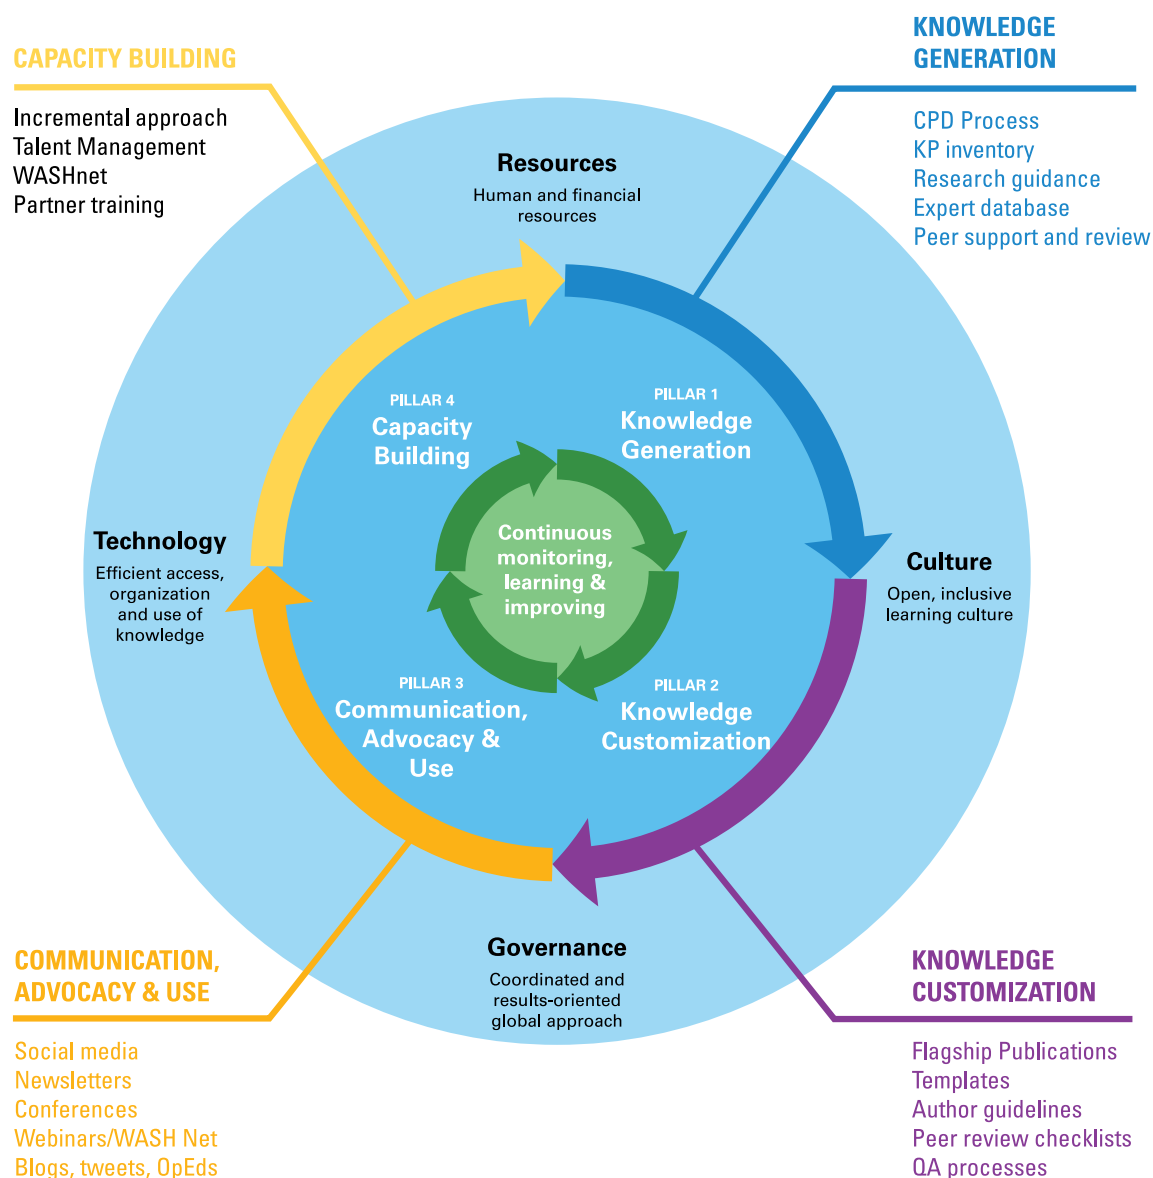 CAPACITY BUILDING
Incremental approach
Talent Management
WASHnet
Partner training
KNOWLEDGE
GENERATION
CPD Process
KP inventory
Research guidance
Expert database
Peer support and review
Resources
Human and financial
resources
PILLAR 4
Capacity
Building
PILLAR 1
Knowledge
Generation
Technology
Efficient access,
organization
and use of
knowledge
Continuous
monitoring,
learning &
improving
Culture
Open, inclusive
learning culture
PILLAR 3
Communication,
Advocacy &
Use
PILLAR 2
Knowledge
Customization
Governance
Coordinated and
results-oriented
global approach
COMMUNICATION,
ADVOCACY & USE
Social media
Newsletters
Conferences
Webinars/WASH Net
Blogs, tweets, OpEds
KNOWLEDGE
CUSTOMIZATION
Flagship Publications
Templates
Author guidelines
Peer review checklists
QA processes